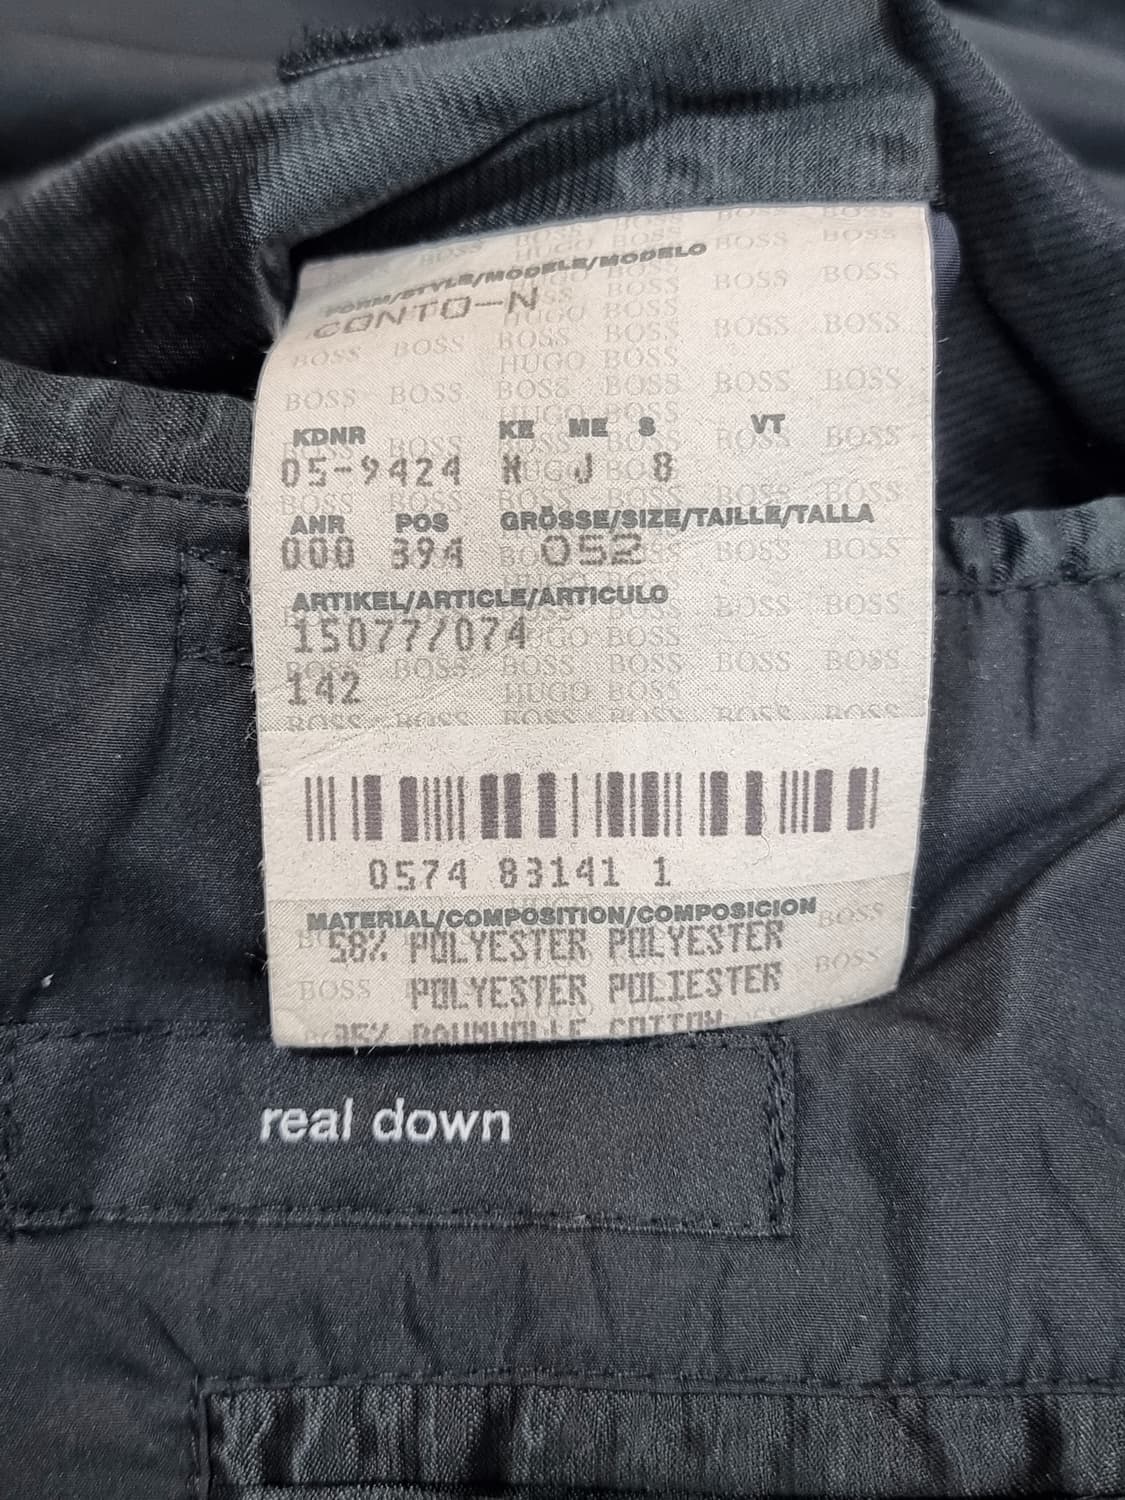 FORM/STYLE/MODELE/MODELO
CONTO-N
KDNR KE ME S VT
05-9424 N J 8
ANR POS GRÖSSE/SIZE/TAILLE/TALLA
000 394 052
ARTIKEL/ARTICLE/ARTICULO
15077/074
142
0574 83141 1
MATERIAL/COMPOSITION/COMPOSICION
58% POLYESTER POLYESTER
POLYESTER POLIESTER
BAUMWOLLE COTTON
real down